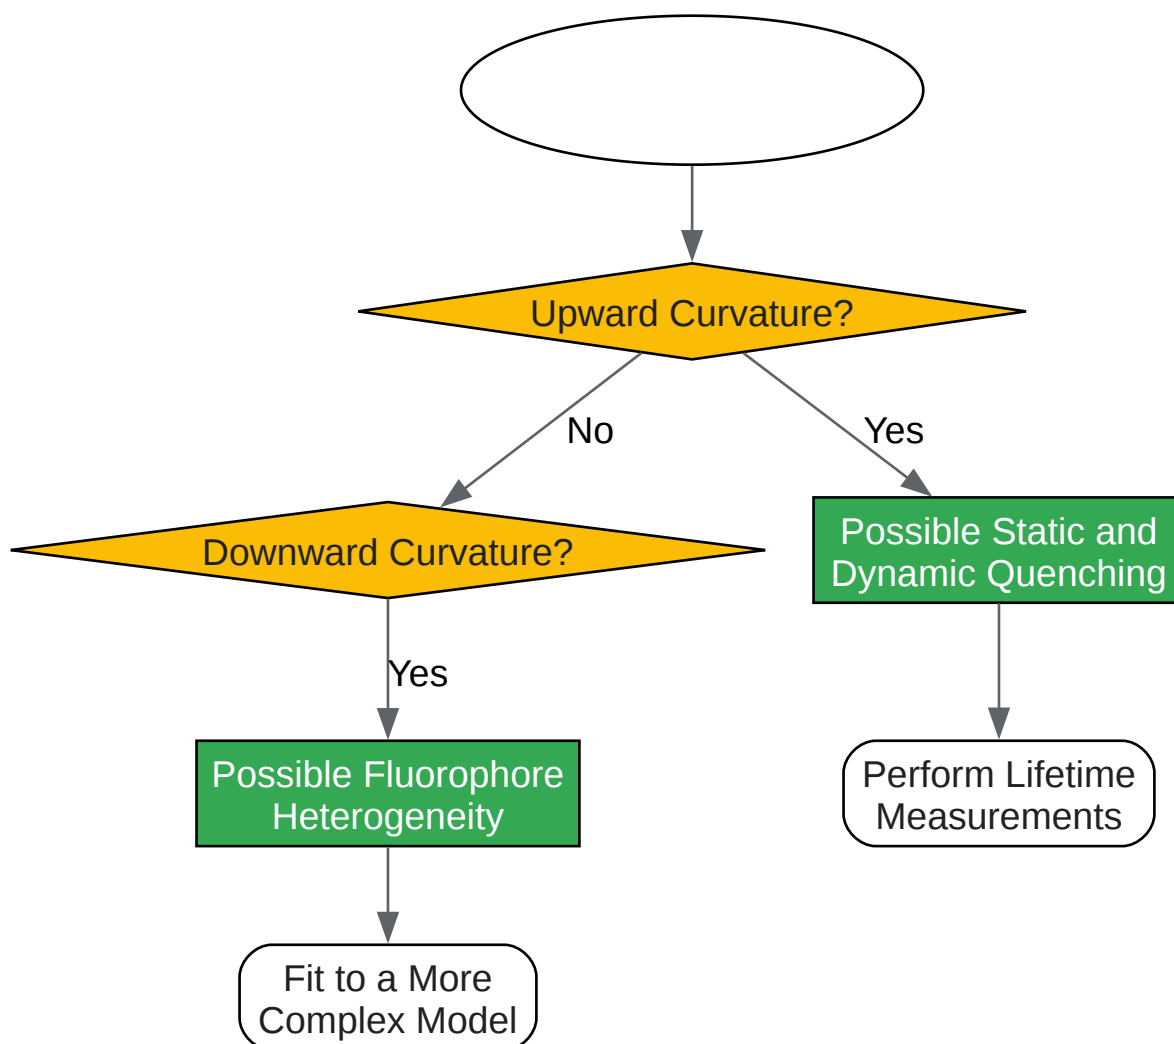 Upward Curvature?
No
Yes
Downward Curvature?
Possible Static and
Dynamic Quenching
Yes
Possible Fluorophore
Heterogeneity
Perform Lifetime
Measurements
Fit to a More
Complex Model